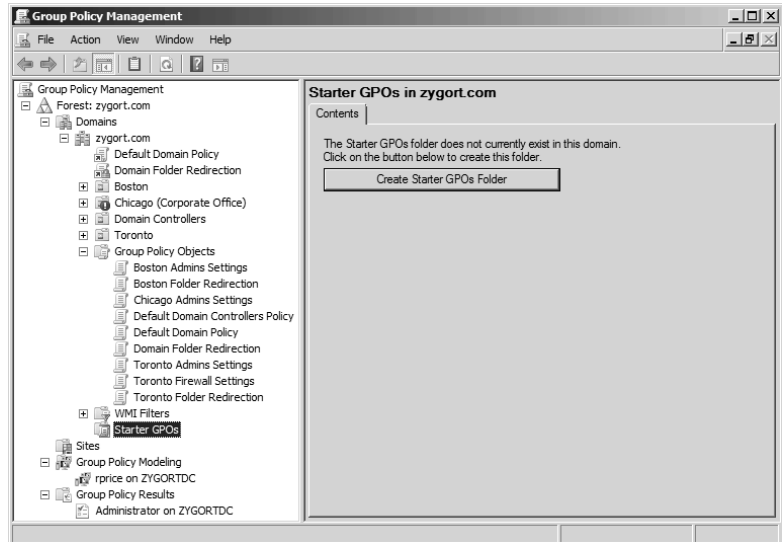 Group Policy Management
File Action View Window Help
Group Policy Management
Forest: zygort.com
Domains
zygort.com
Default Domain Policy
Domain Folder Redirection
Boston
Chicago (Corporate Office)
Domain Controllers
Toronto
Group Policy Objects
Boston Admins Settings
Boston Folder Redirection
Chicago Admins Settings
Default Domain Controllers Policy
Default Domain Policy
Domain Folder Redirection
Toronto Admins Settings
Toronto Firewall Settings
Toronto Folder Redirection
WMI Filters
Starter GPOs
Sites
Group Policy Modeling
rprice on ZYGORTDC
Group Policy Results
Administrator on ZYGORTDC
Starter GPOs in zygort.com
Contents
The Starter GPOs folder does not currently exist in this domain.
Click on the button below to create this folder.
Create Starter GPOs Folder